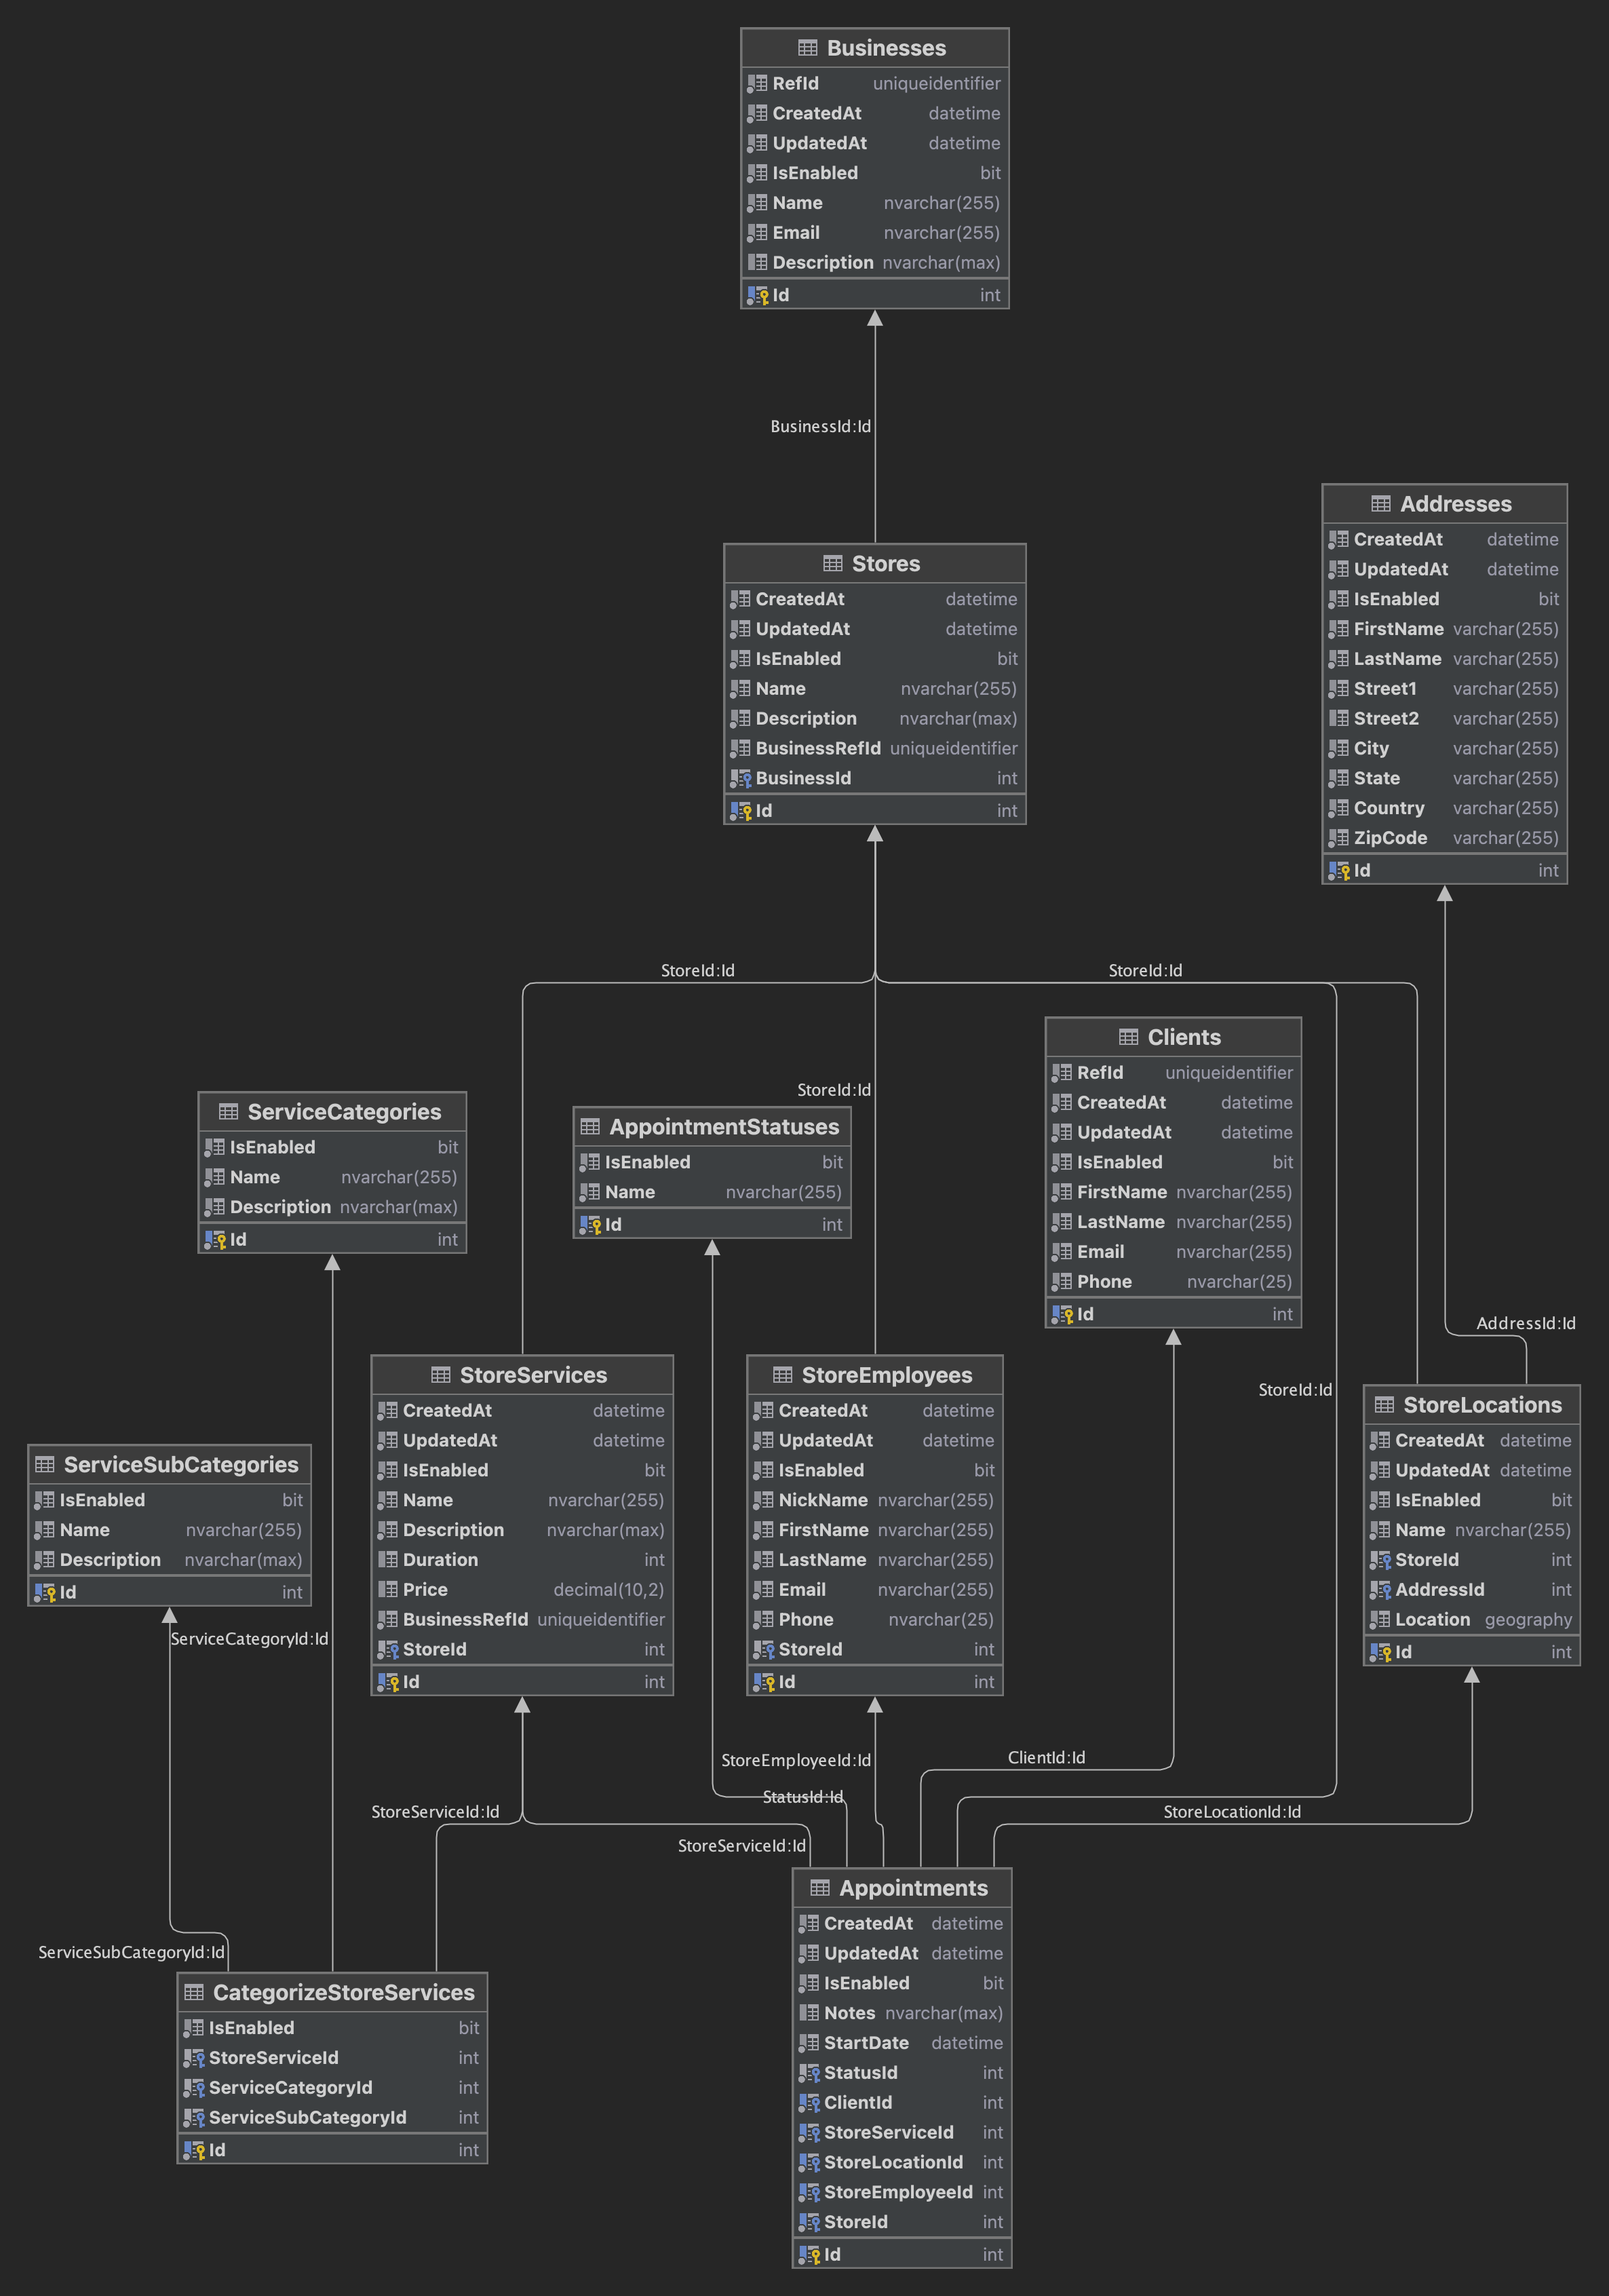 Businesses
RefId uniqueidentifier
CreatedAt datetime
UpdatedAt datetime
IsEnabled bit
Name nvarchar(255)
Email nvarchar(255)
Description nvarchar(max)
Id int
BusinessId:Id
Stores
CreatedAt datetime
UpdatedAt datetime
IsEnabled bit
Name nvarchar(255)
Description nvarchar(max)
BusinessRefId uniqueidentifier
BusinessId int
Id int
Addresses
CreatedAt datetime
UpdatedAt datetime
IsEnabled bit
FirstName varchar(255)
LastName varchar(255)
Street1 varchar(255)
Street2 varchar(255)
City varchar(255)
State varchar(255)
Country varchar(255)
ZipCode varchar(255)
Id int
StoreId:Id
StoreId:Id
StoreId:Id
Clients
RefId uniqueidentifier
CreatedAt datetime
UpdatedAt datetime
IsEnabled bit
FirstName nvarchar(255)
LastName nvarchar(255)
Email nvarchar(255)
Phone nvarchar(25)
Id int
ServiceCategories
IsEnabled bit
Name nvarchar(255)
Description nvarchar(max)
Id int
AppointmentStatuses
IsEnabled bit
Name nvarchar(255)
Id int
AddressId:Id
StoreId:Id
StoreServices
CreatedAt datetime
UpdatedAt datetime
IsEnabled bit
Name nvarchar(255)
Description nvarchar(max)
Duration int
Price decimal(10,2)
BusinessRefId uniqueidentifier
StoreId int
Id int
StoreEmployees
CreatedAt datetime
UpdatedAt datetime
IsEnabled bit
NickName nvarchar(255)
FirstName nvarchar(255)
LastName nvarchar(255)
Email nvarchar(255)
Phone nvarchar(25)
StoreId int
Id int
StoreLocations
CreatedAt datetime
UpdatedAt datetime
IsEnabled bit
Name nvarchar(255)
StoreId int
AddressId int
Location geography
Id int
ServiceSubCategories
IsEnabled bit
Name nvarchar(255)
Description nvarchar(max)
Id int
ServiceCategoryId:Id
StoreEmployeeId:Id
ClientId:Id
StatusId:Id
StoreServiceId:Id
StoreLocationId:Id
StoreServiceId:Id
ServiceSubCategoryId:Id
Appointments
CreatedAt datetime
UpdatedAt datetime
IsEnabled bit
Notes nvarchar(max)
StartDate datetime
StatusId int
ClientId int
StoreServiceId int
StoreLocationId int
StoreEmployeeId int
StoreId int
Id int
CategorizeStoreServices
IsEnabled bit
StoreServiceId int
ServiceCategoryId int
ServiceSubCategoryId int
Id int